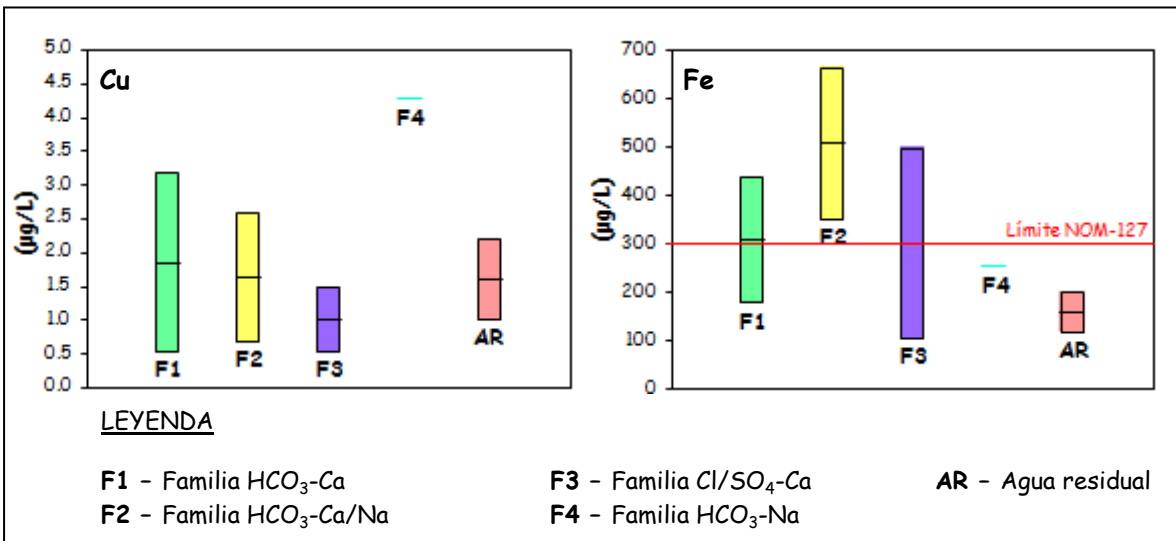 Cu
5.0
4.5
4.0
3.5
3.0
2.5
2.0
1.5
1.0
0.5
0.0
(µg/L)
F1
F2
F3
F4
AR
Fe
700
600
500
400
300
200
100
0
(µg/L)
Límite NOM-127
F1
F2
F3
F4
AR
LEYENDA
F1 – Familia HCO₃-Ca
F3 – Familia Cl/SO₄-Ca
AR – Agua residual
F2 – Familia HCO₃-Ca/Na
F4 – Familia HCO₃-Na